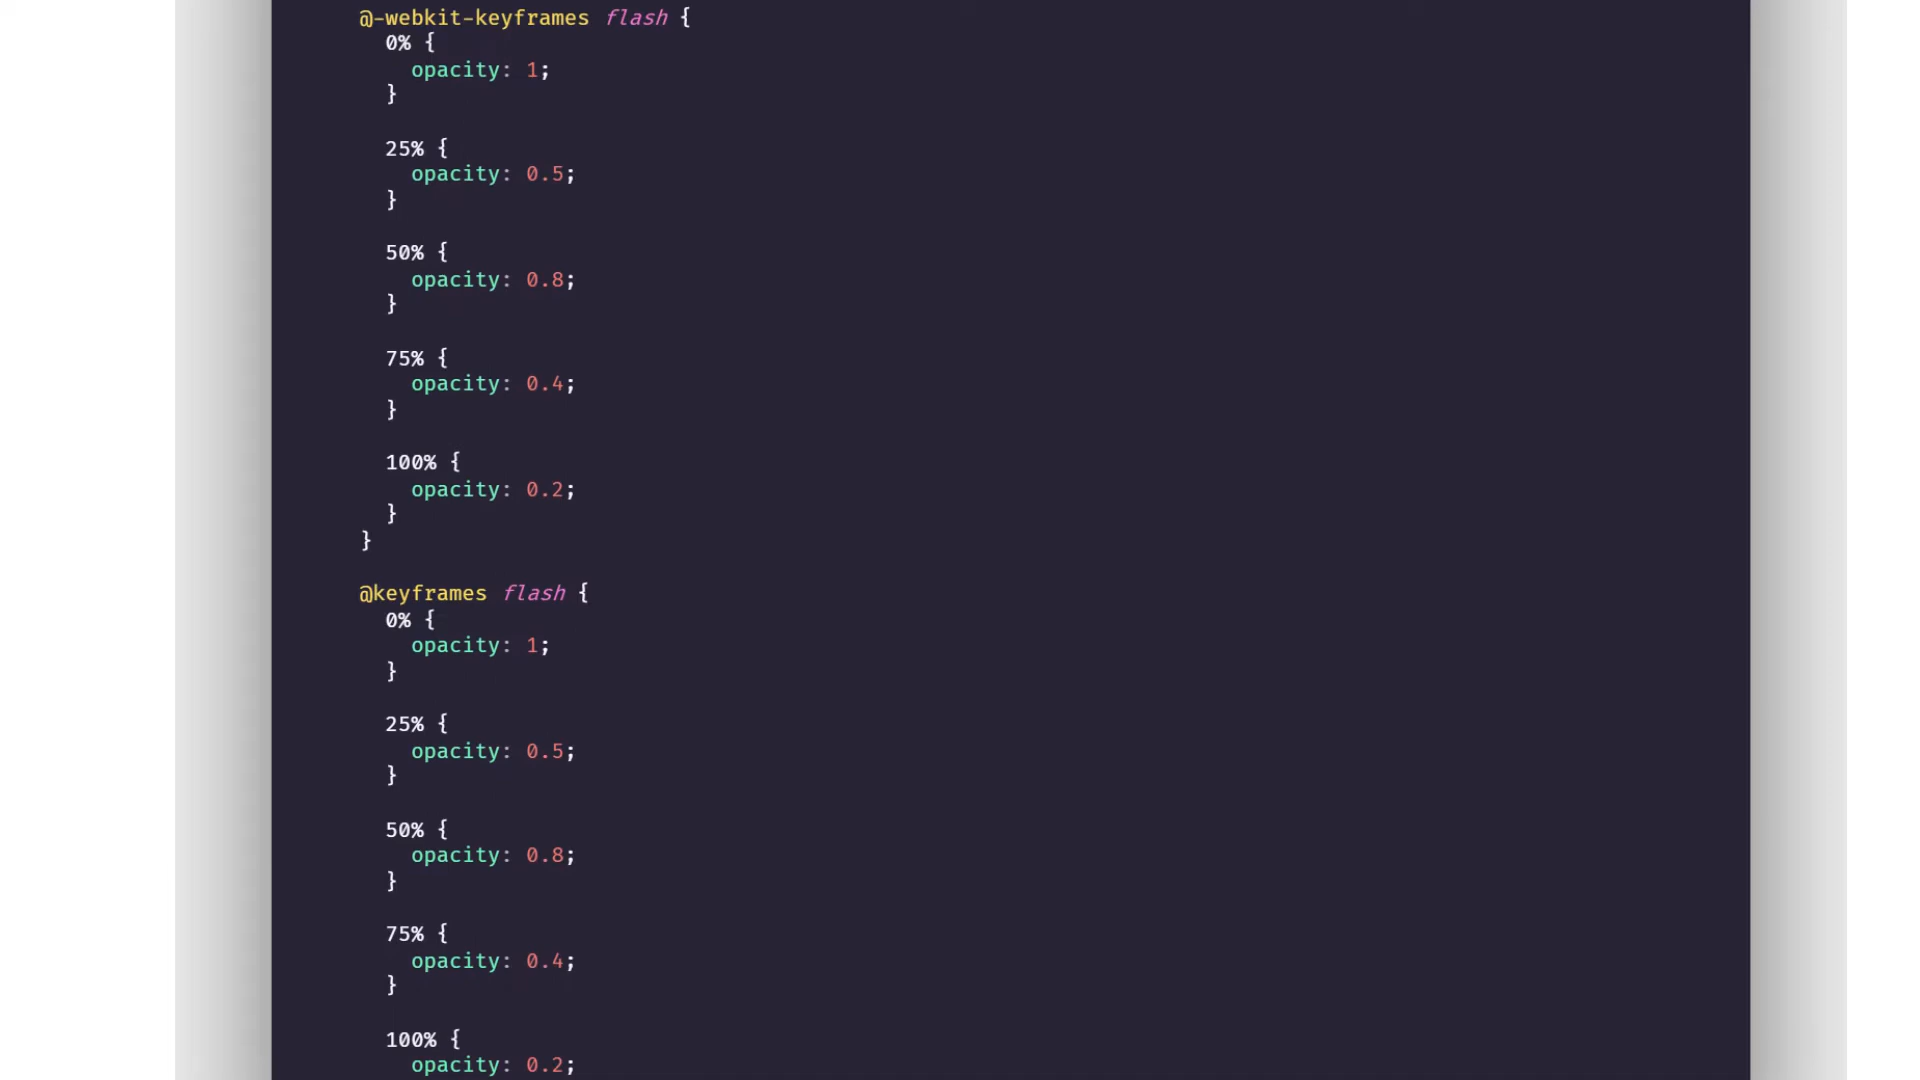 @-webkit-keyframes flash {
  0% {
    opacity: 1;
  }

  25% {
    opacity: 0.5;
  }

  50% {
    opacity: 0.8;
  }

  75% {
    opacity: 0.4;
  }

  100% {
    opacity: 0.2;
  }
}

@keyframes flash {
  0% {
    opacity: 1;
  }

  25% {
    opacity: 0.5;
  }

  50% {
    opacity: 0.8;
  }

  75% {
    opacity: 0.4;
  }

  100% {
    opacity: 0.2;